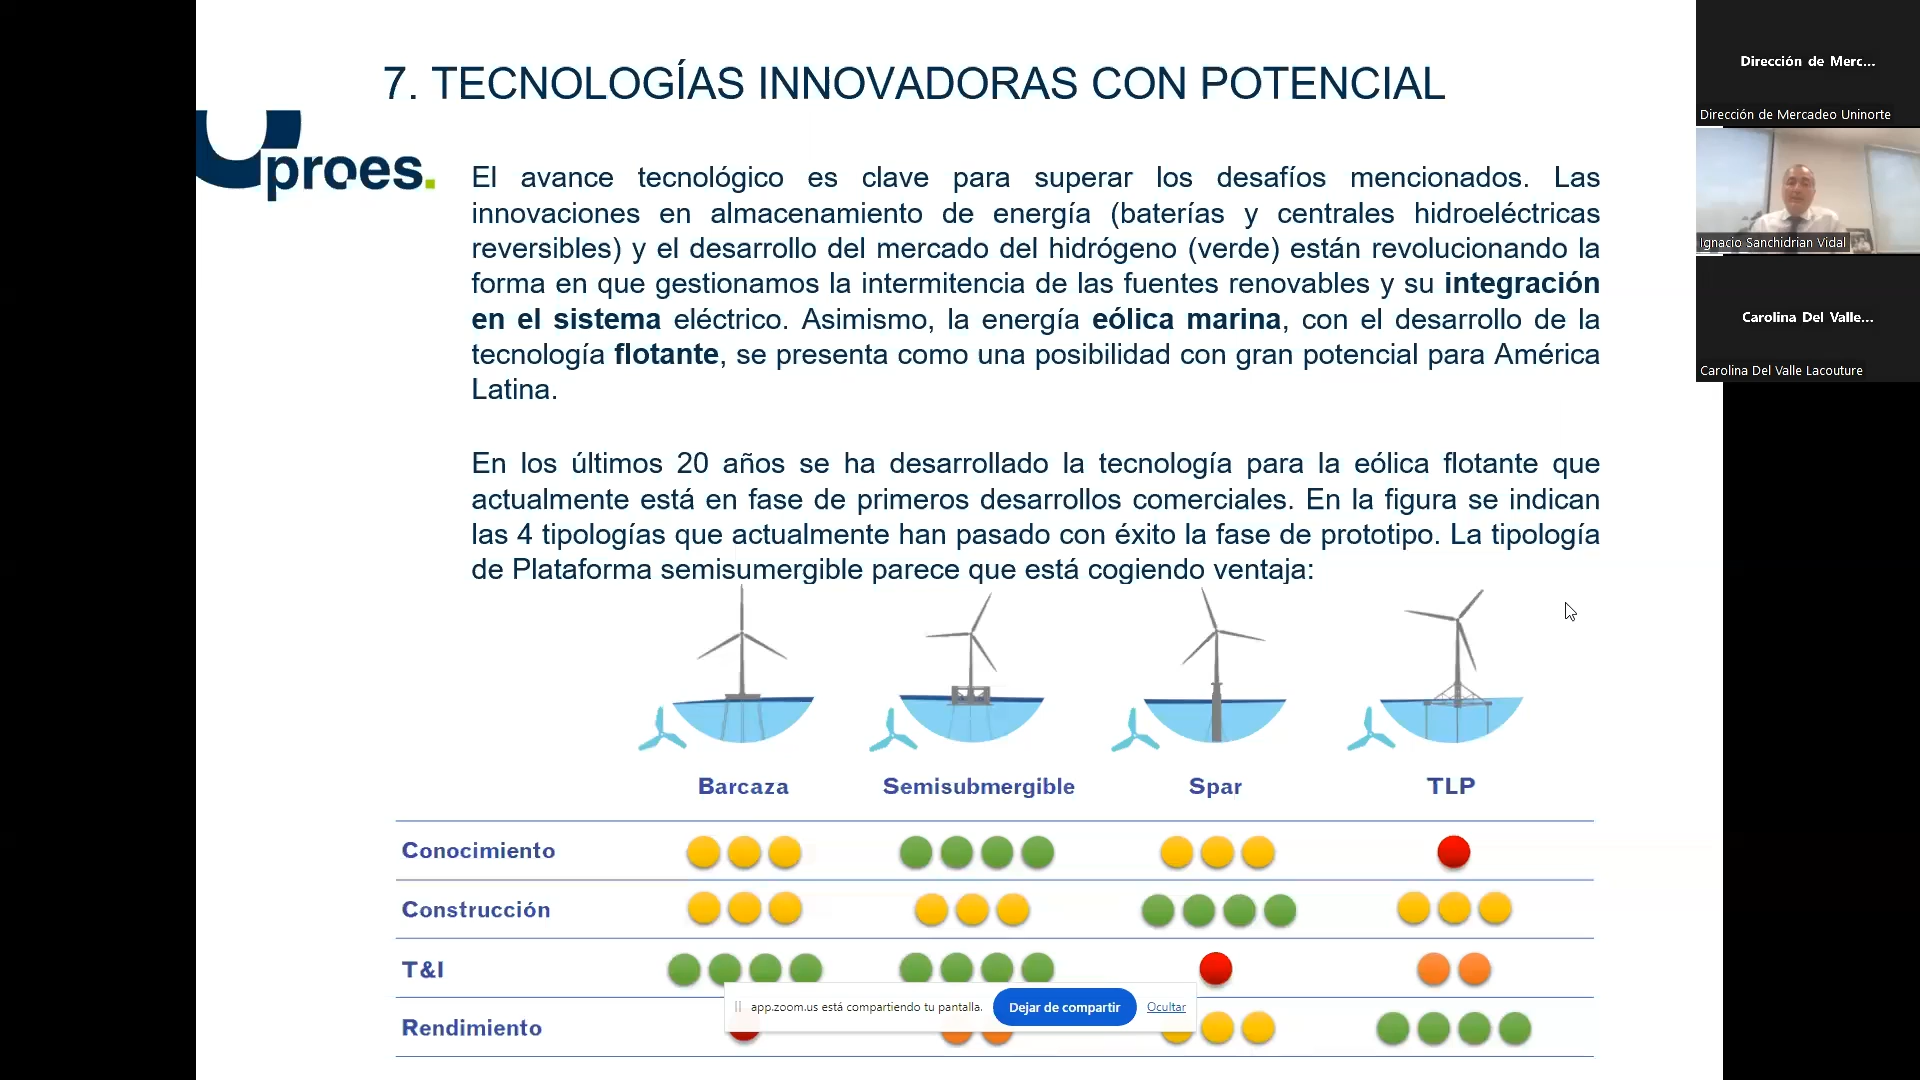 7. TECNOLOGÍAS INNOVADORAS CON POTENCIAL
proes.
El avance tecnológico es clave para superar los desafíos mencionados. Las
innovaciones en almacenamiento de energía (baterías y centrales hidroeléctricas
reversibles) y el desarrollo del mercado del hidrógeno (verde) están revolucionando la
forma en que gestionamos la intermitencia de las fuentes renovables y su integración
en el sistema eléctrico. Asimismo, la energía eólica marina, con el desarrollo de la
tecnología flotante, se presenta como una posibilidad con gran potencial para América
Latina.
En los últimos 20 años se ha desarrollado la tecnología para la eólica flotante que
actualmente está en fase de primeros desarrollos comerciales. En la figura se indican
las 4 tipologías que actualmente han pasado con éxito la fase de prototipo. La tipología
de Plataforma semisumergible parece que está cogiendo ventaja:
Barcaza Semisubmergible Spar TLP
Conocimiento
Construcción
T&I
Rendimiento
app.zoom.us está compartiendo tu pantalla. Dejar de compartir Ocultar
Dirección de Merc...
Dirección de Mercadeo Uninorte
Ignacio Sanchidrian Vidal
Carolina Del Valle...
Carolina Del Valle Lacouture